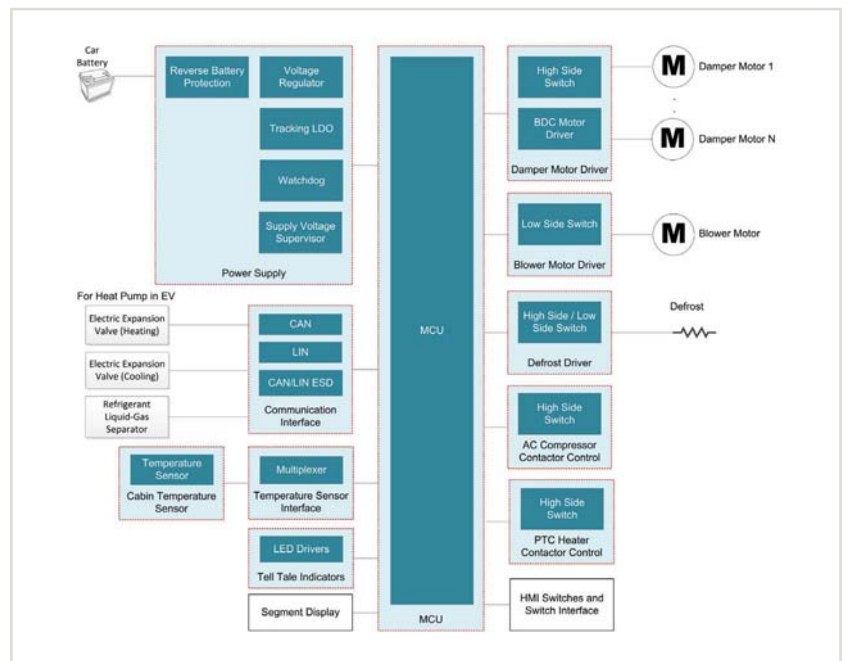 Car
Battery
Reverse Battery
Protection
Voltage
Regulator
Tracking LDO
Watchdog
Supply Voltage
Supervisor
Power Supply
For Heat Pump in EV
Electric Expansion
Valve (Heating)
Electric Expansion
Valve (Cooling)
Refrigerant
Liquid-Gas
Separator
CAN
LIN
CAN/LIN ESD
Communication
Interface
Temperature
Sensor
Cabin Temperature
Sensor
Multiplexer
Temperature Sensor
Interface
LED Drivers
Tell Tale Indicators
Segment Display
MCU
MCU
High Side
Switch
BDC Motor
Driver
Damper Motor Driver
M
Damper Motor 1
M
Damper Motor N
Low Side Switch
Blower Motor Driver
M
Blower Motor
High Side / Low
Side Switch
Defrost Driver
Defrost
High Side
Switch
AC Compressor
Contactor Control
High Side
Switch
PTC Heater
Contactor Control
HMI Switches and
Switch Interface